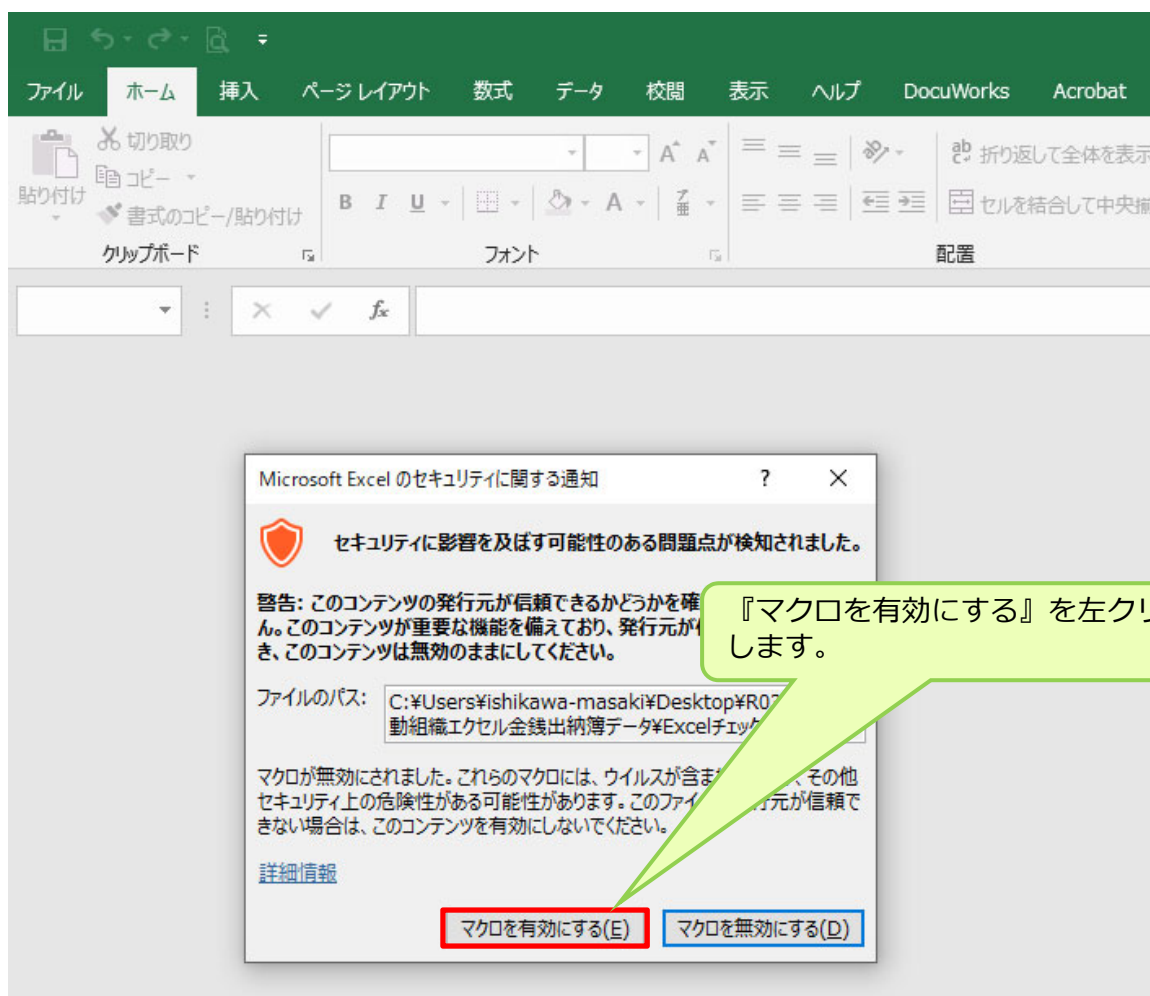 ファイル ホーム 挿入 ページ レイアウト 数式 データ 校閲 表示 ヘルプ DocuWorks Acrobat
切り取り
コピー
貼り付け
書式のコピー/貼り付け
クリップボード
B I U A
フォント
ab 折り返して全体を表示
セルを結合して中央揃
配置
fx
Microsoft Excel のセキュリティに関する通知 ? ×
セキュリティに影響を及ぼす可能性のある問題点が検知されました。
警告: このコンテンツの発行元が信頼できるかどうかを確
ん。このコンテンツが重要な機能を備えており、発行元が
き、このコンテンツは無効のままにしてください。
『マクロを有効にする』を左クリ
します。
ファイルのパス: C:¥Users¥ishikawa-masaki¥Desktop¥R0
動組織エクセル金銭出納簿データ¥Excelチェック
マクロが無効にされました。これらのマクロには、ウイルスが含ま 、その他
セキュリティ上の危険性がある可能性があります。このファイ 行元が信頼で
きない場合は、このコンテンツを有効にしないでください。
詳細情報
マクロを有効にする(E) マクロを無効にする(D)